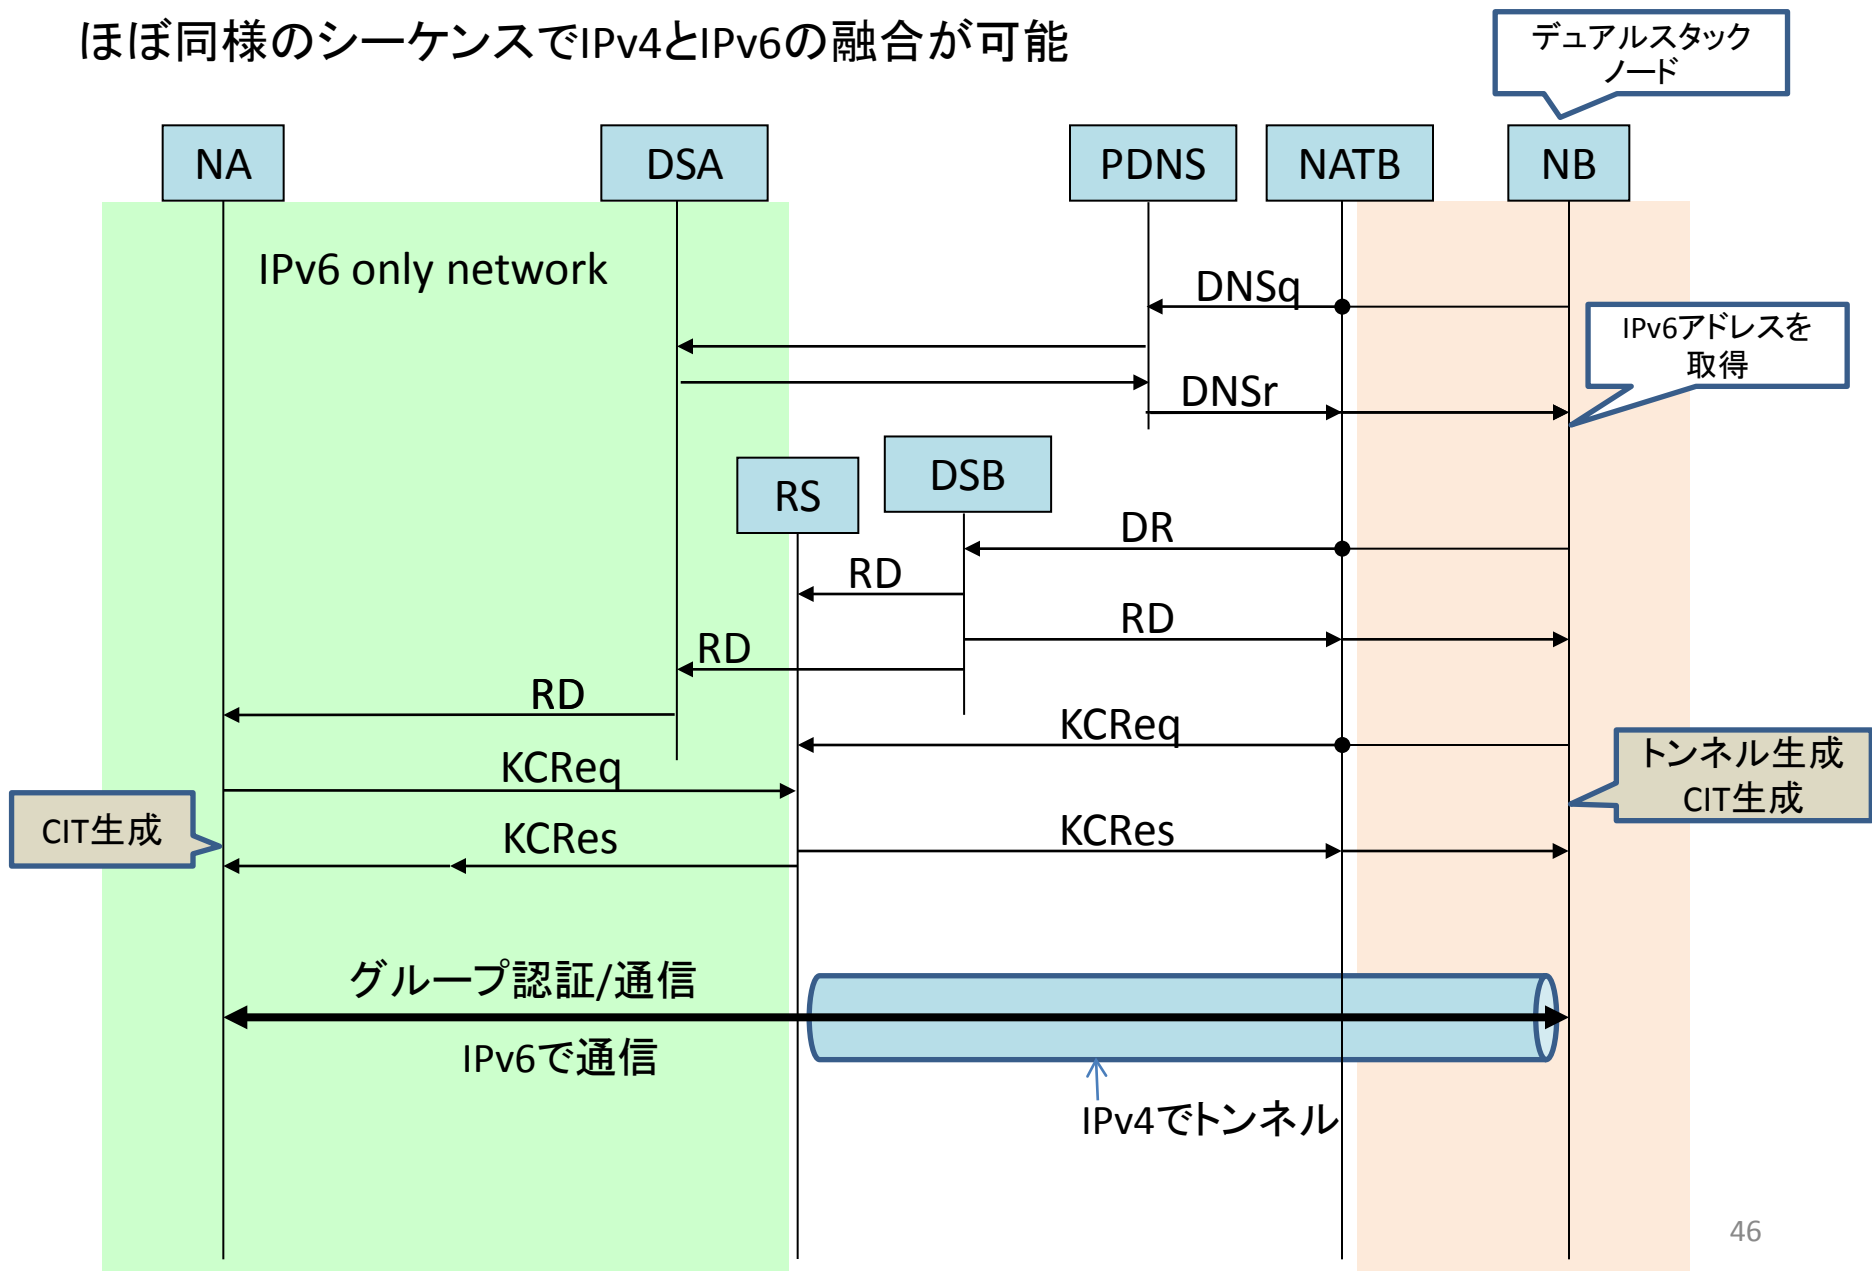 ほぼ同様のシーケンスでIPv4とIPv6の融合が可能
デュアルスタック
ノード
NA
DSA
PDNS
NATB
NB
IPv6 only network
DNSq
IPv6アドレスを
取得
DNSr
DSB
RS
DR
RD
RD
RD
RD
KCReq
KCReq
トンネル生成
CIT生成
CIT生成
KCRes
KCRes
グループ認証/通信
IPv6で通信
IPv4でトンネル
46